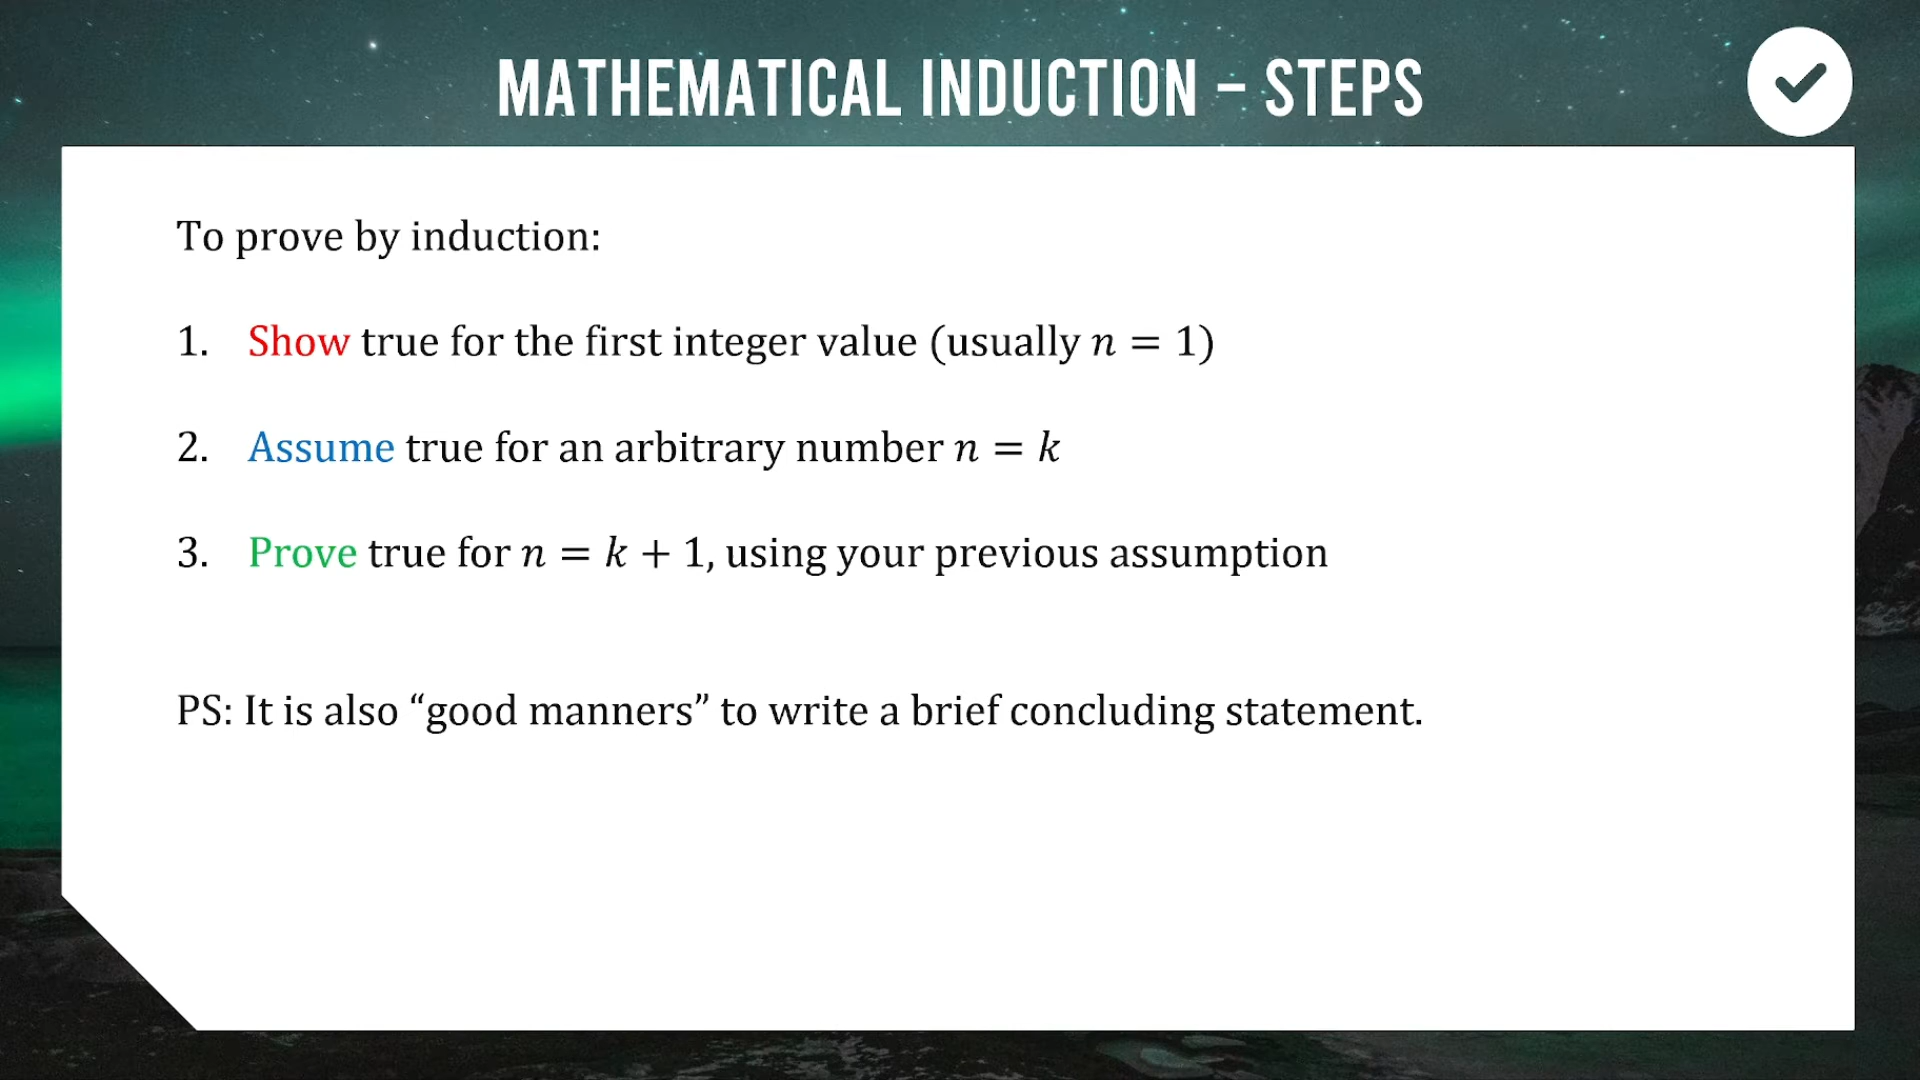 MATHEMATICAL INDUCTION – STEPS
To prove by induction:
1. Show true for the first integer value (usually n = 1)
2. Assume true for an arbitrary number n = k
3. Prove true for n = k + 1, using your previous assumption
PS: It is also “good manners” to write a brief concluding statement.